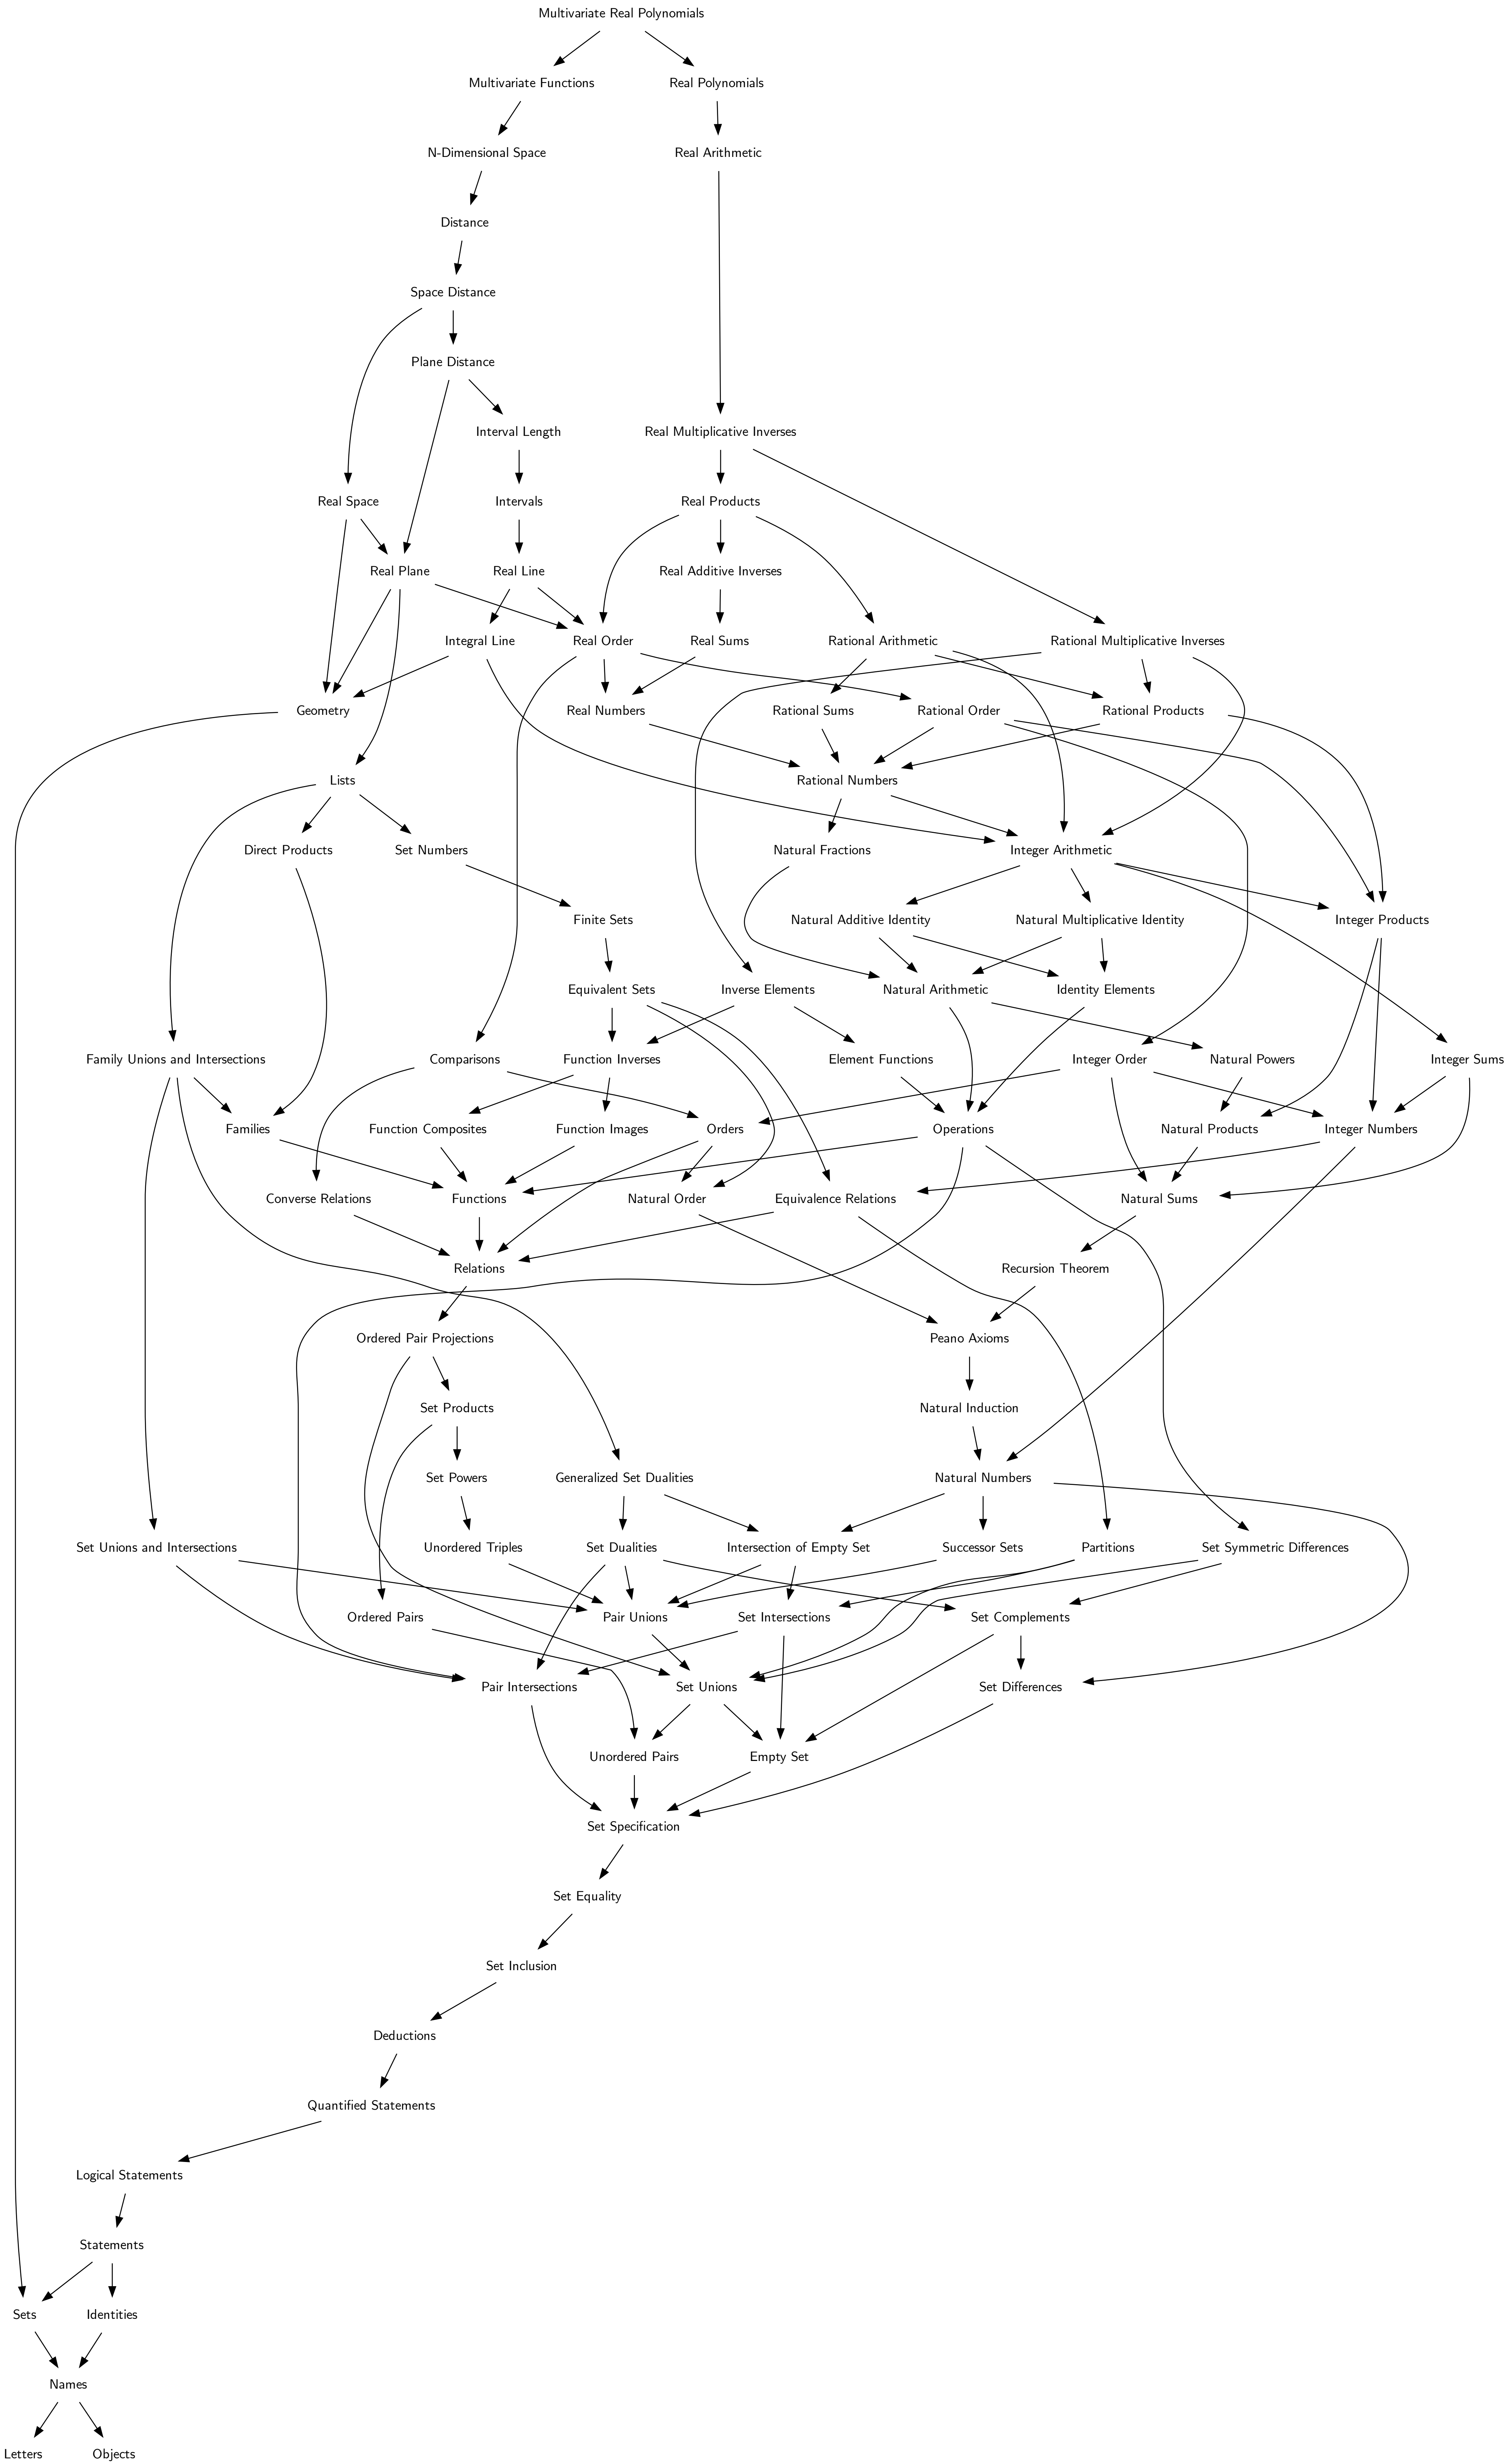 Multivariate Real Polynomials
Multivariate Functions
Real Polynomials
N-Dimensional Space
Real Arithmetic
Distance
Space Distance
Plane Distance
Interval Length
Real Multiplicative Inverses
Real Space
Intervals
Real Products
Real Plane
Real Line
Real Additive Inverses
Integral Line
Real Order
Real Sums
Rational Arithmetic
Rational Multiplicative Inverses
Geometry
Real Numbers
Rational Sums
Rational Order
Rational Products
Lists
Rational Numbers
Direct Products
Set Numbers
Natural Fractions
Integer Arithmetic
Finite Sets
Natural Additive Identity
Natural Multiplicative Identity
Integer Products
Equivalent Sets
Inverse Elements
Natural Arithmetic
Identity Elements
Family Unions and Intersections
Comparisons
Function Inverses
Element Functions
Integer Order
Natural Powers
Integer Sums
Families
Function Composites
Function Images
Orders
Operations
Natural Products
Integer Numbers
Converse Relations
Functions
Natural Order
Equivalence Relations
Natural Sums
Relations
Recursion Theorem
Ordered Pair Projections
Peano Axioms
Set Products
Natural Induction
Set Powers
Generalized Set Dualities
Natural Numbers
Set Unions and Intersections
Unordered Triples
Set Dualities
Intersection of Empty Set
Successor Sets
Partitions
Set Symmetric Differences
Ordered Pairs
Pair Unions
Set Intersections
Set Complements
Pair Intersections
Set Unions
Set Differences
Unordered Pairs
Empty Set
Set Specification
Set Equality
Set Inclusion
Deductions
Quantified Statements
Logical Statements
Statements
Sets
Identities
Names
Letters
Objects